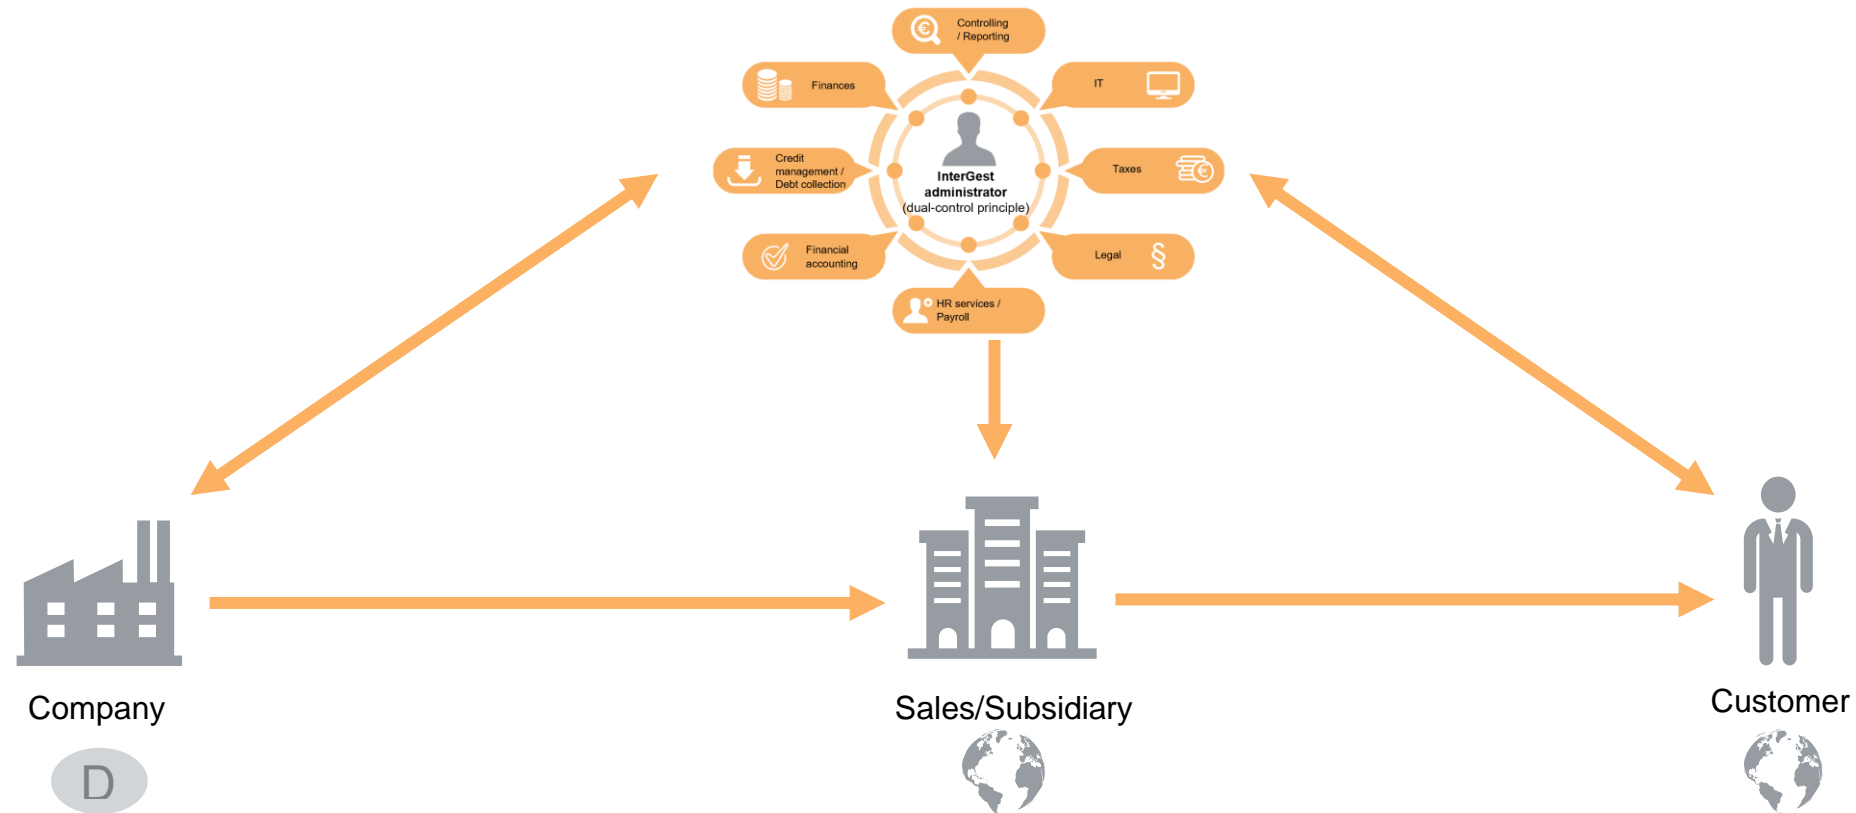 Controlling
/ Reporting
Finances
IT
Credit
management /
Debt collection
Taxes
InterGest
administrator
(dual-control principle)
Financial
accounting
Legal
§
HR services /
Payroll
Company
Sales/Subsidiary
Customer
D